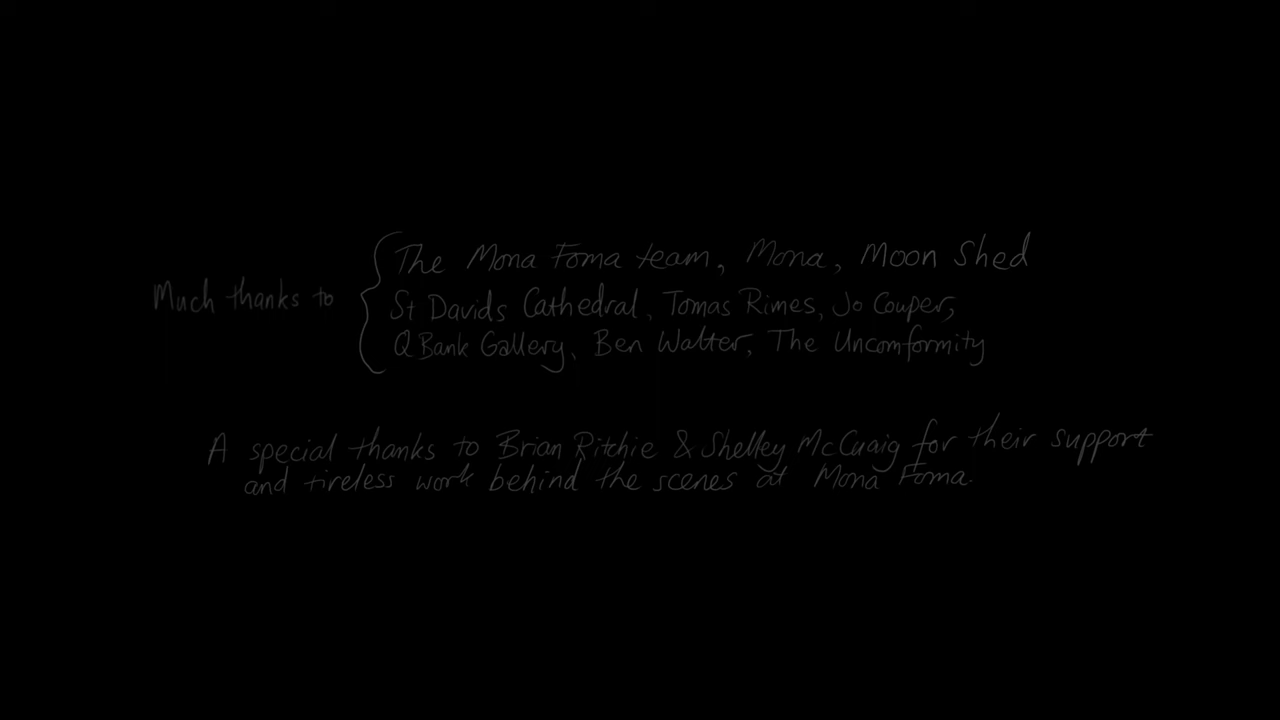 Much thanks to { The Mona Foma team, Mona, Moon Shed
St Davids Cathedral, Tomas Rimes, Jo Couper,
Q Bank Gallery, Ben Walter, The Unconformity
A special thanks to Brian Ritchie & Shelley McCuaig for their support
and tireless work behind the scenes at Mona Foma.